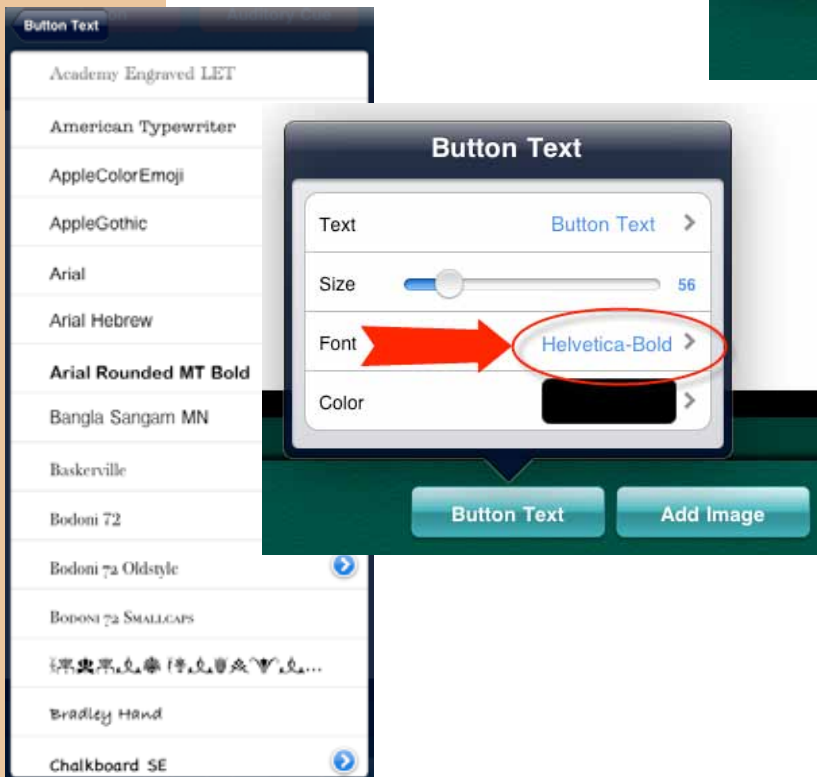 Button Text
Auditory Cue
Academy Engraved LET
American Typewriter
AppleColorEmoji
AppleGothic
Arial
Arial Hebrew
Arial Rounded MT Bold
Bangla Sangam MN
Baskerville
Bodoni 72
Bodoni 72 Oldstyle
Bodoni 72 Smallcaps
Bradley Hand
Chalkboard SE
Button Text
Text Button Text
Size 56
Font Helvetica-Bold
Color
Button Text
Add Image